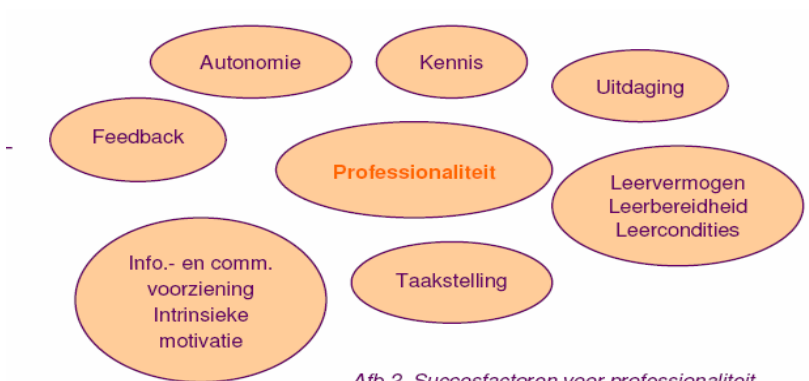 Autonomie
Kennis
Uitdaging
Feedback
Professionaliteit
Leervermogen
Leerbereidheid
Leercondities
Info.- en comm.
voorziening
Intrinsieke
motivatie
Taakstelling
Afb 2. Succesfactoren voor professionaliteit